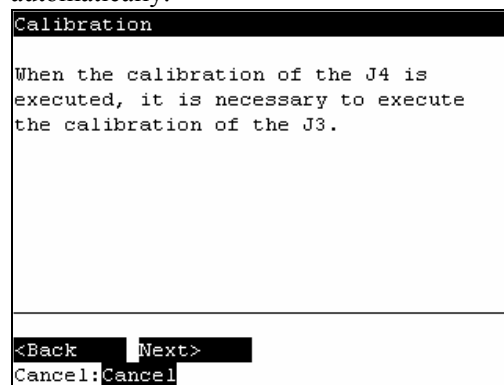 automatically.
Calibration
When the calibration of the J4 is
executed, it is necessary to execute
the calibration of the J3.
<Back Next>
Cancel:Cancel